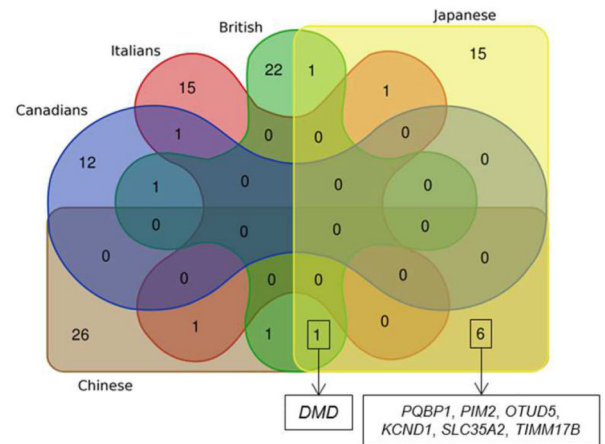 Japanese
British
Italians
Canadians
22 1 15
15 1
1 0 0 0 0
12
1 0 0 0
0 0 0 0
0 0
0 0 0 0
26 1 1 1 0 6
Chinese
DMD
PQBP1, PIM2, OTUD5,
KCND1, SLC35A2, TIMM17B